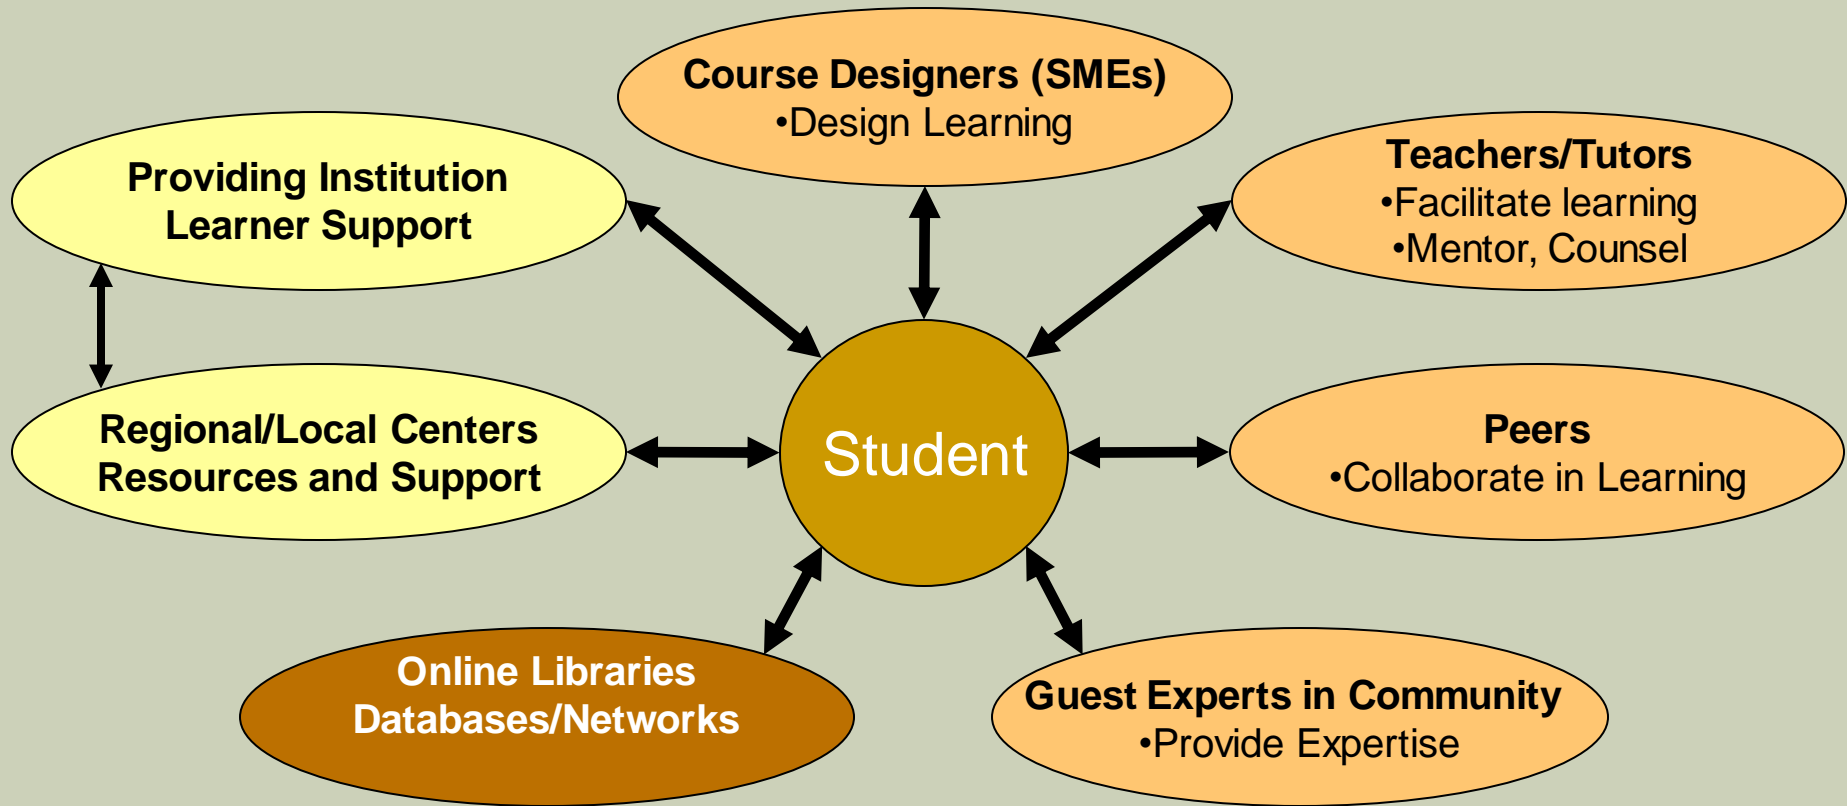 Course Designers (SMEs)
•Design Learning
Providing Institution
Learner Support
Teachers/Tutors
•Facilitate learning
•Mentor, Counsel
Regional/Local Centers
Resources and Support
Student
Peers
•Collaborate in Learning
Online Libraries
Databases/Networks
Guest Experts in Community
•Provide Expertise